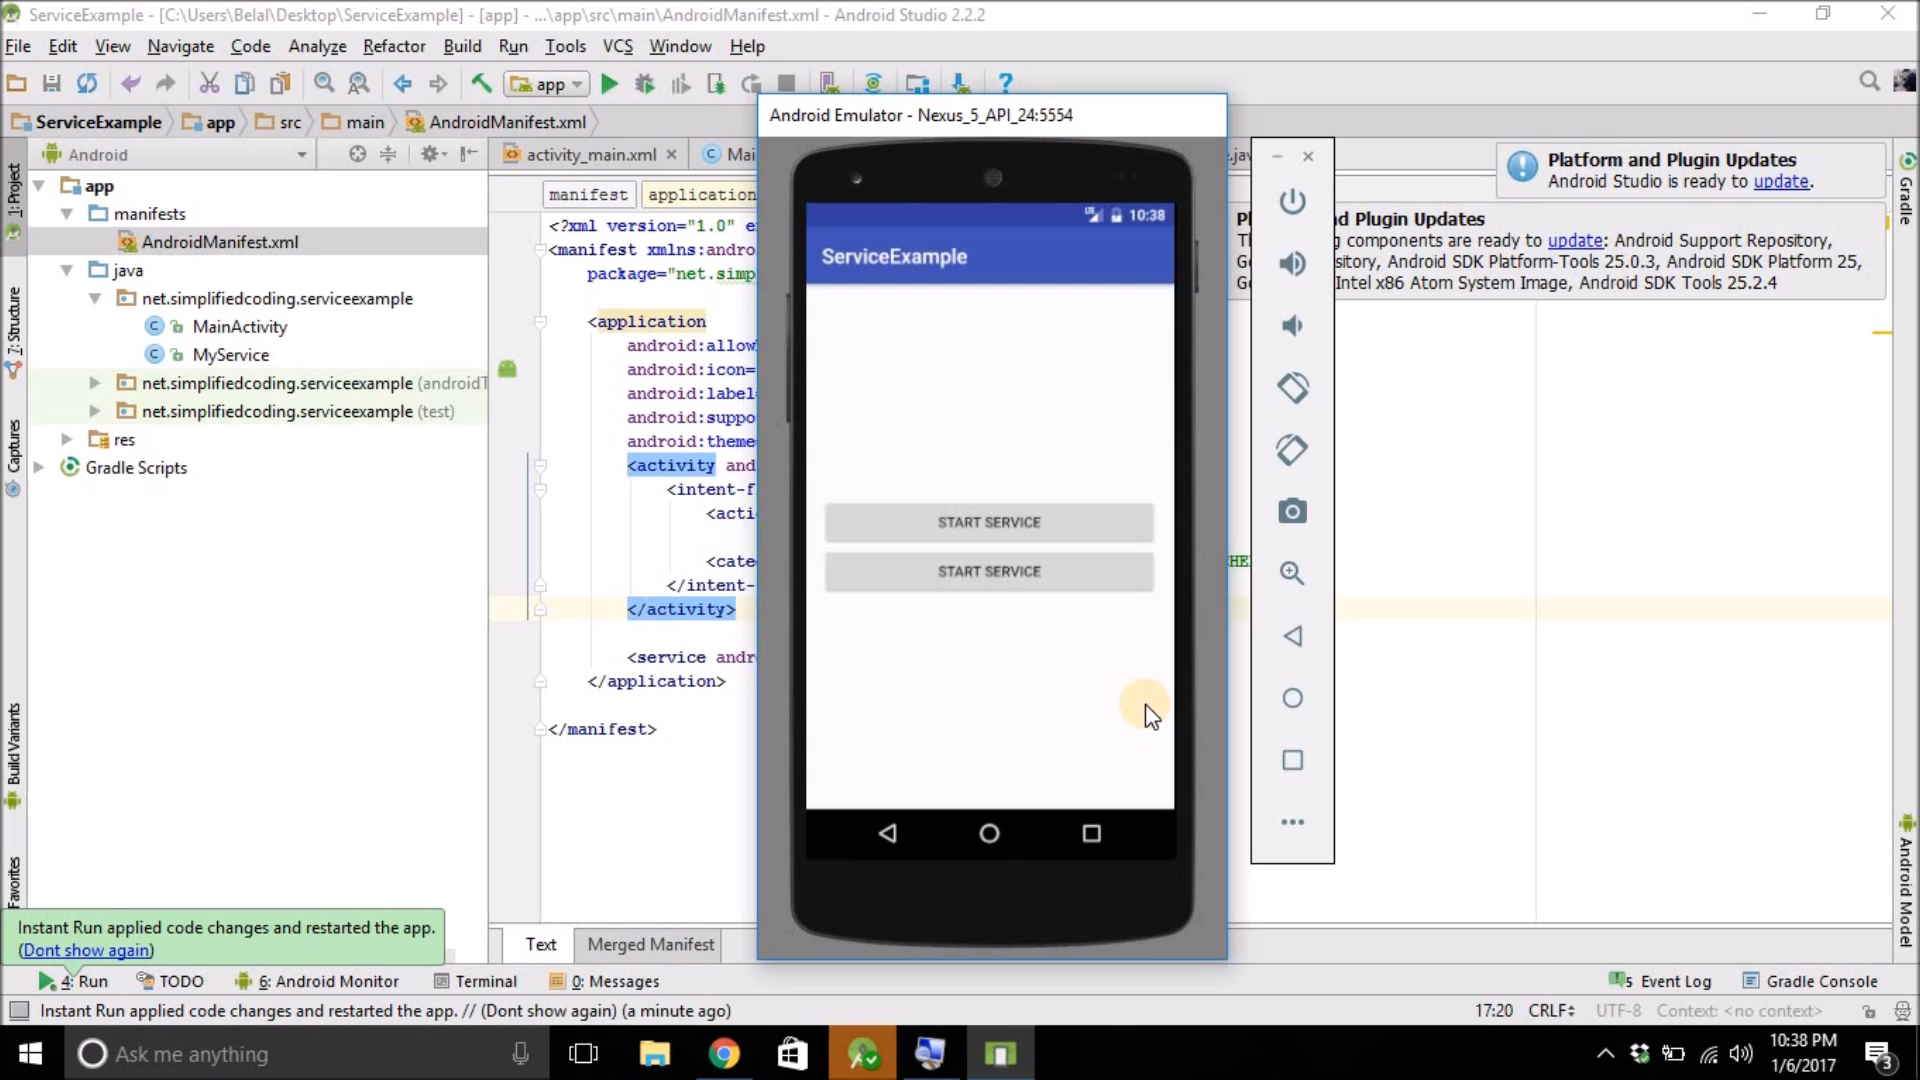 ServiceExample - [C:\Users\Belal\Desktop\ServiceExample] - [app] - ...\app\src\main\AndroidManifest.xml - Android Studio 2.2.2
File Edit View Navigate Code Analyze Refactor Build Run Tools VCS Window Help
app
ServiceExample app src main AndroidManifest.xml
Android
activity_main.xml
Mai
.jav
1: Project
7: Structure
Captures
Build Variants
Favorites
app
manifests
AndroidManifest.xml
java
net.simplifiedcoding.serviceexample
MainActivity
MyService
net.simplifiedcoding.serviceexample (androidT
net.simplifiedcoding.serviceexample (test)
res
Gradle Scripts
manifest application
<?xml version="1.0" e
<manifest xmlns:andro
package="net.simp
<application
android:allow
android:icon=
android:label
android:suppo
android:theme
<activity and
<intent-f
<acti
<cate
HE
</intent-
</activity>
<service andr
</application>
</manifest>
Text Merged Manifest
Android Emulator - Nexus_5_API_24:5554
LTE 10:38
ServiceExample
START SERVICE
START SERVICE
Platform and Plugin Updates
Android Studio is ready to update.
Pl d Plugin Updates
Th g components are ready to update: Android Support Repository,
Go sitory, Android SDK Platform-Tools 25.0.3, Android SDK Platform 25,
Intel x86 Atom System Image, Android SDK Tools 25.2.4
Gradle
Android Model
Instant Run applied code changes and restarted the app.
(Dont show again)
4: Run TODO 6: Android Monitor Terminal 0: Messages 5 Event Log Gradle Console
Instant Run applied code changes and restarted the app. // (Dont show again) (a minute ago) 17:20 CRLF UTF-8 Context: <no context>
Ask me anything
10:38 PM
1/6/2017
3